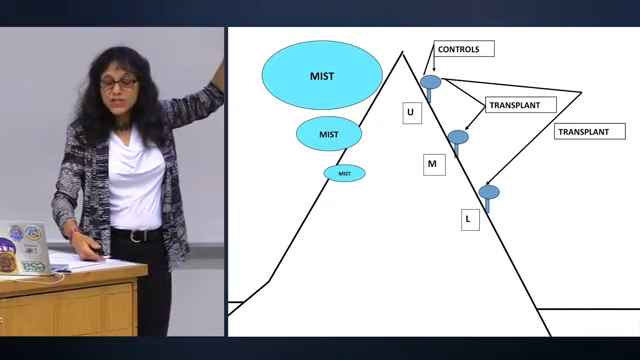 CONTROLS
MIST
U
TRANSPLANT
MIST
TRANSPLANT
M
MIST
L